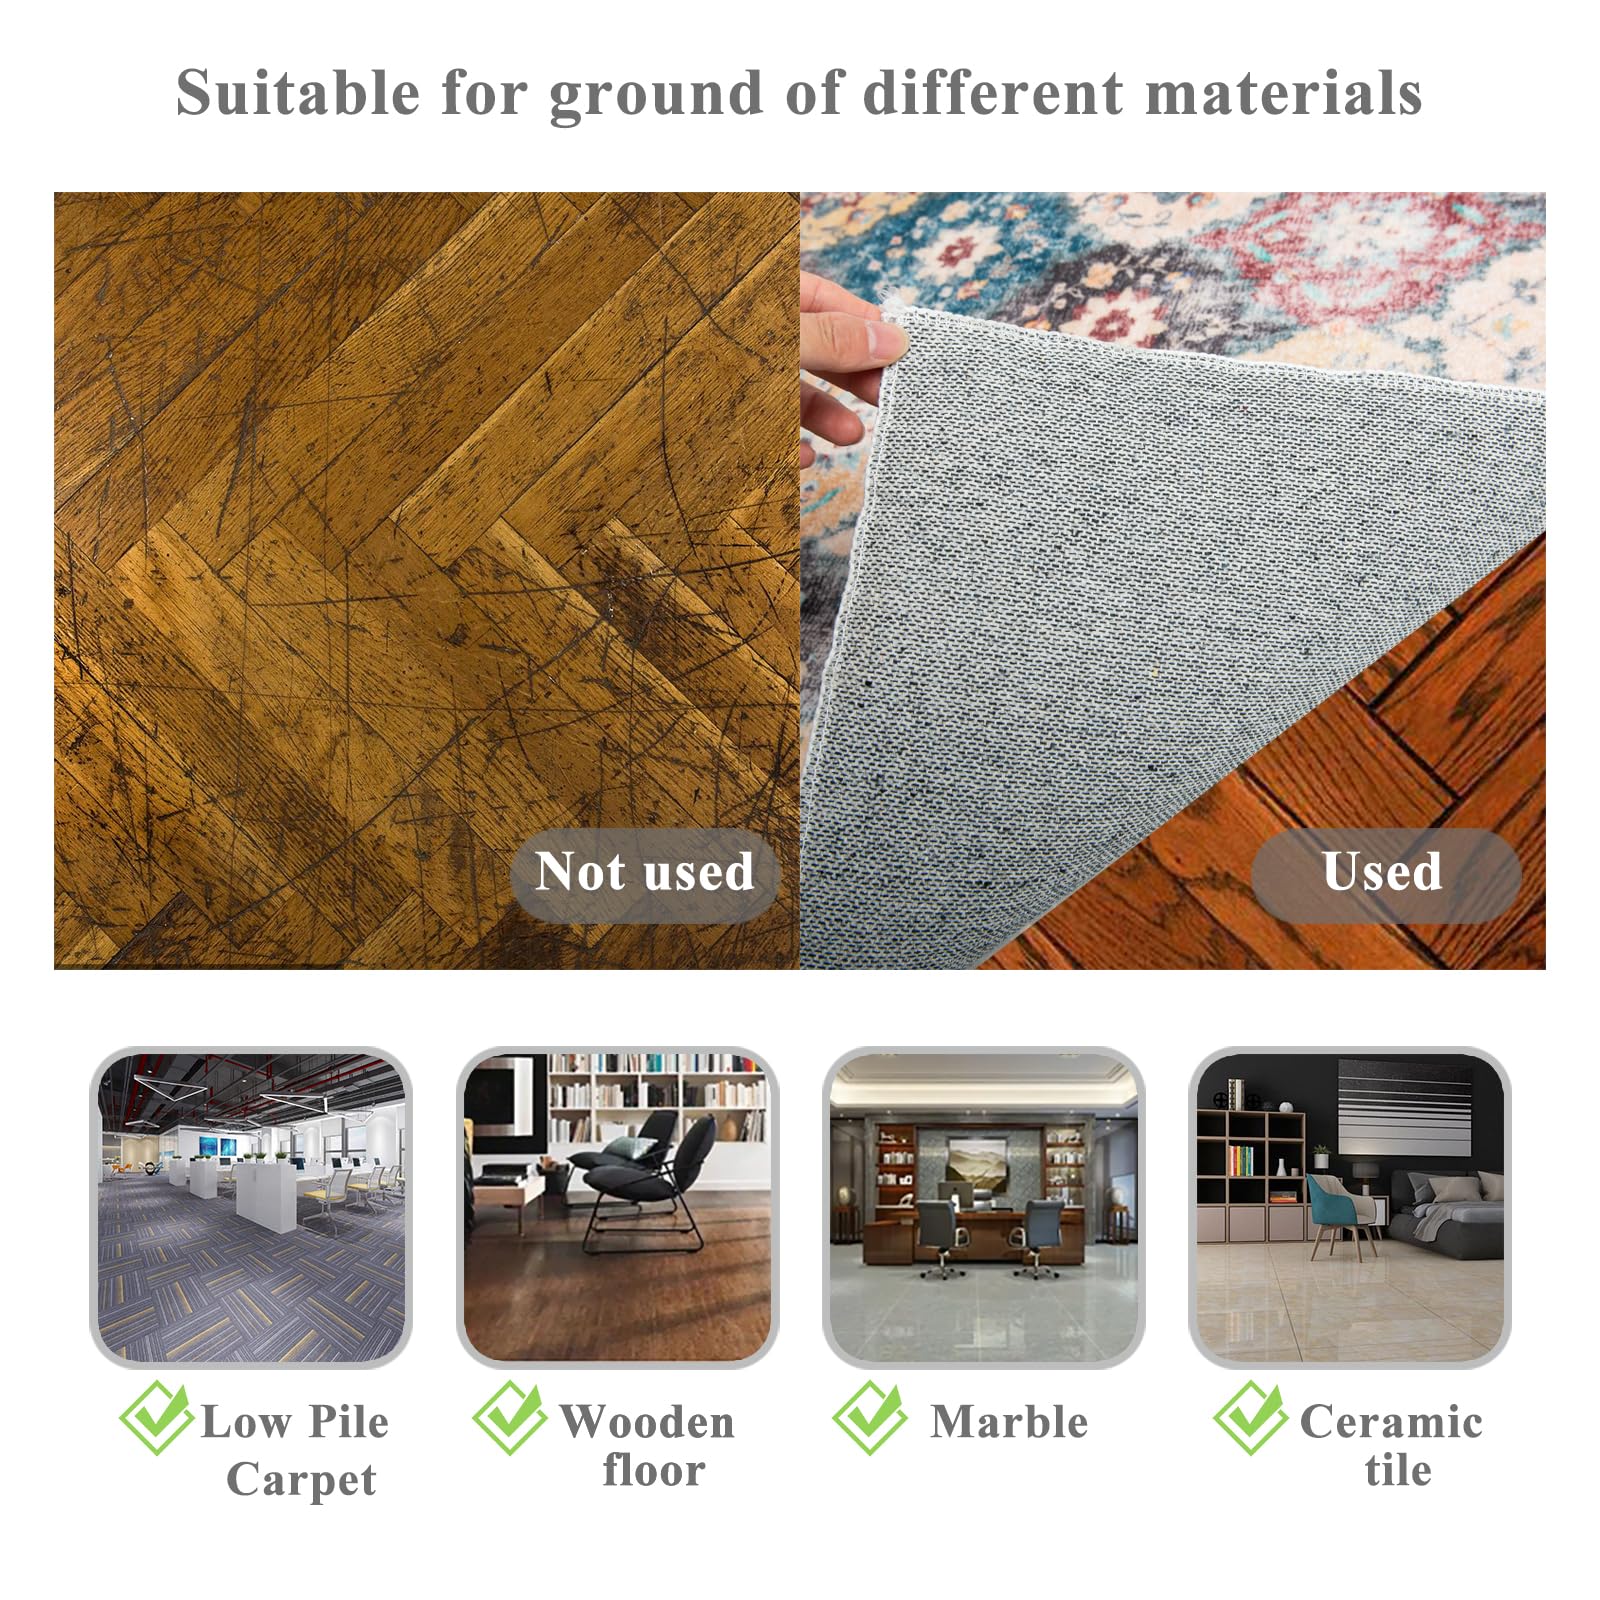 Suitable for ground of different materials
Not used
Used
Low Pile
Carpet
Wooden
floor
Marble
Ceramic
tile